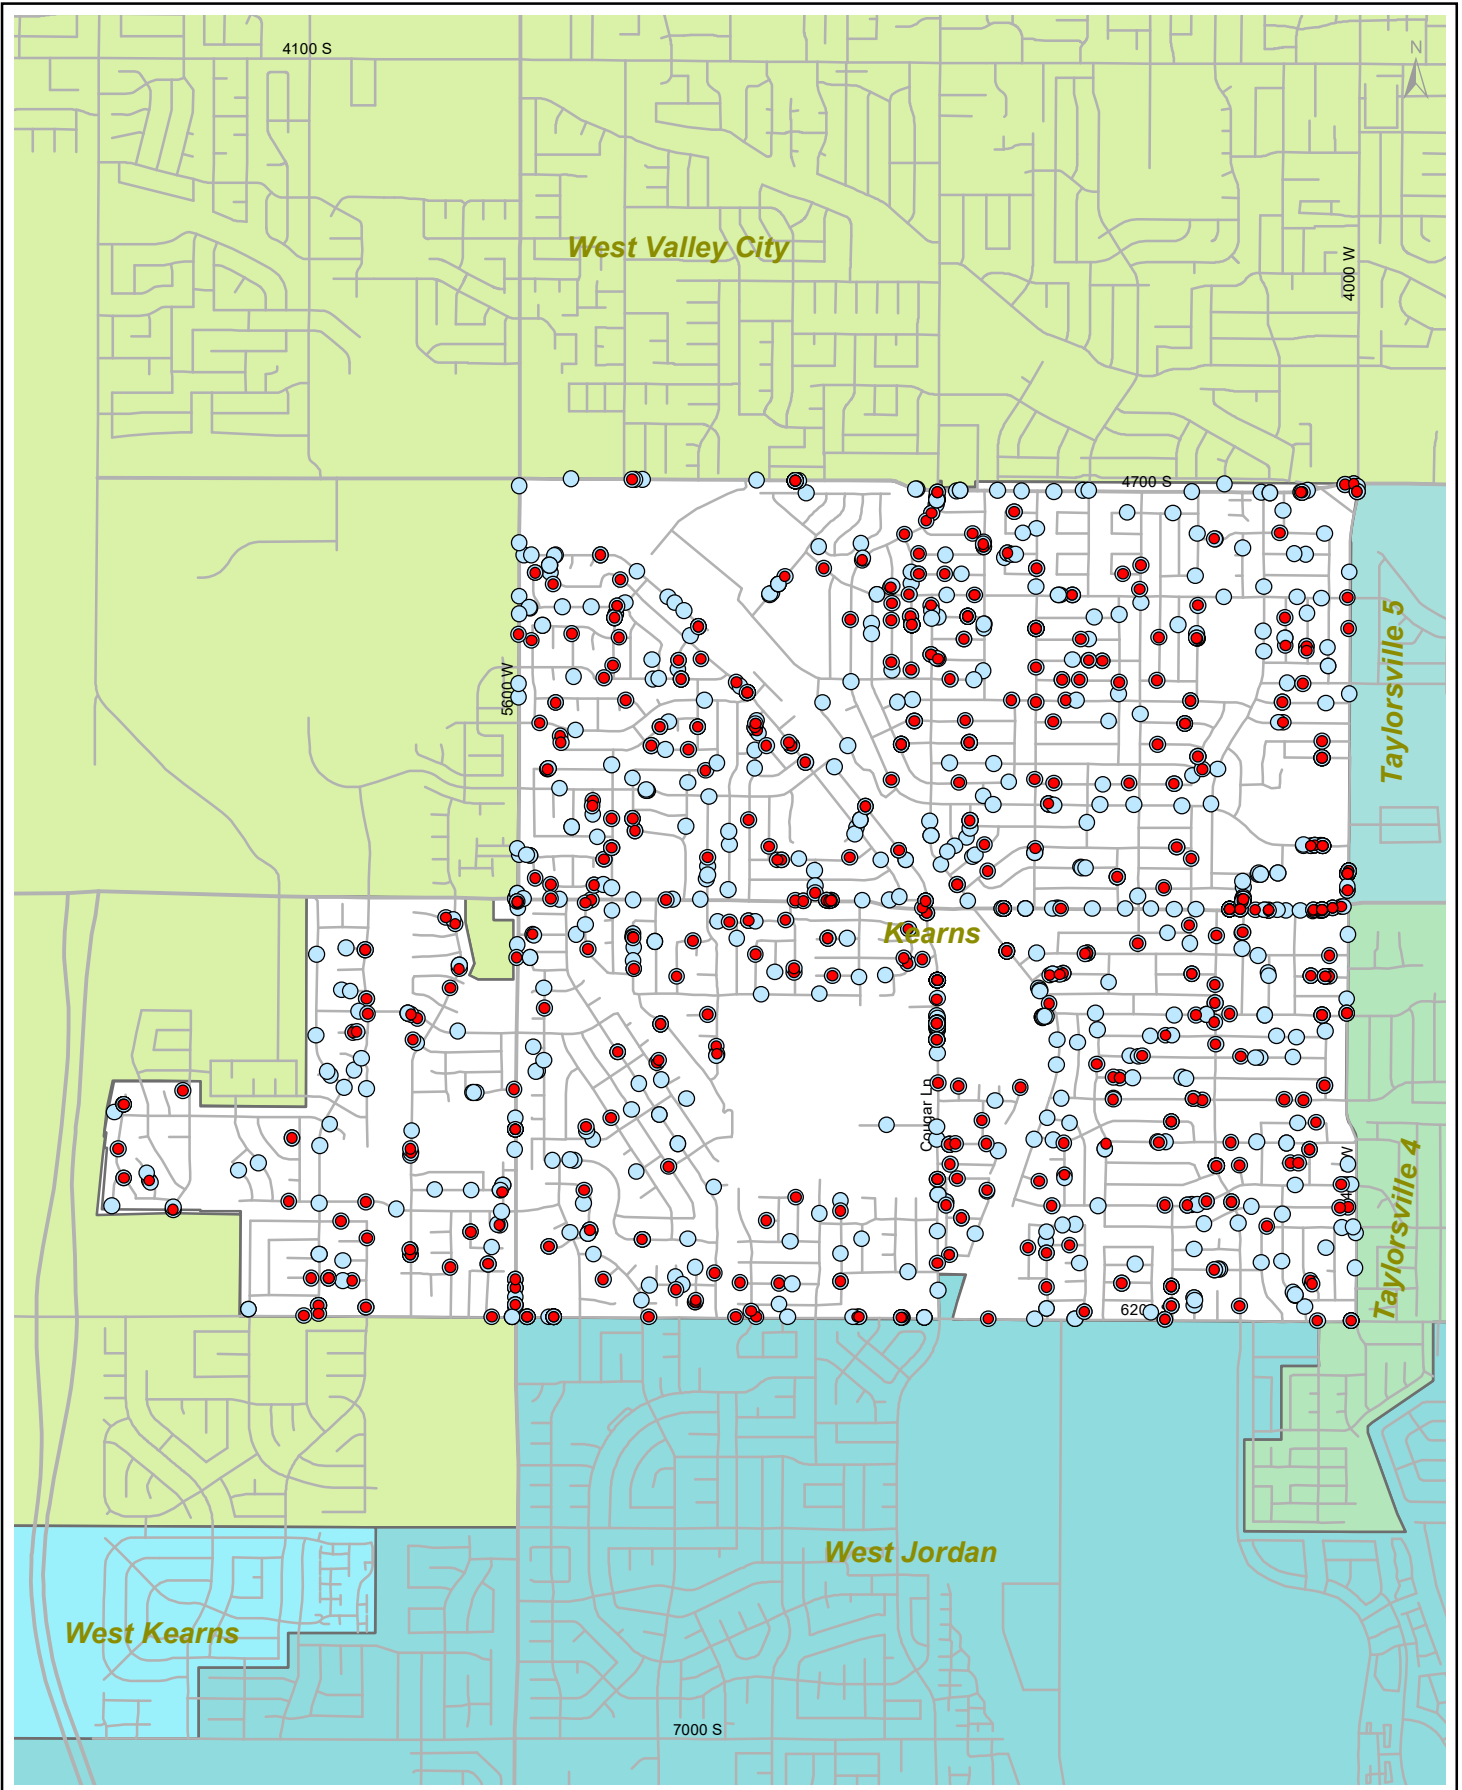 4100 S
N
West Valley City
4000 W
4700 S
Taylorsville 5
5600 W
Kearns
Cougar Ln
W
Taylorsville 4
620
West Jordan
West Kearns
7000 S